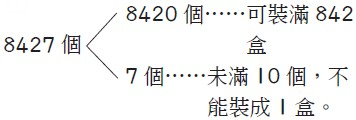 8427 個
8420 個……可裝滿 842
盒
7 個……未滿 10 個，不
能裝成 1 盒。